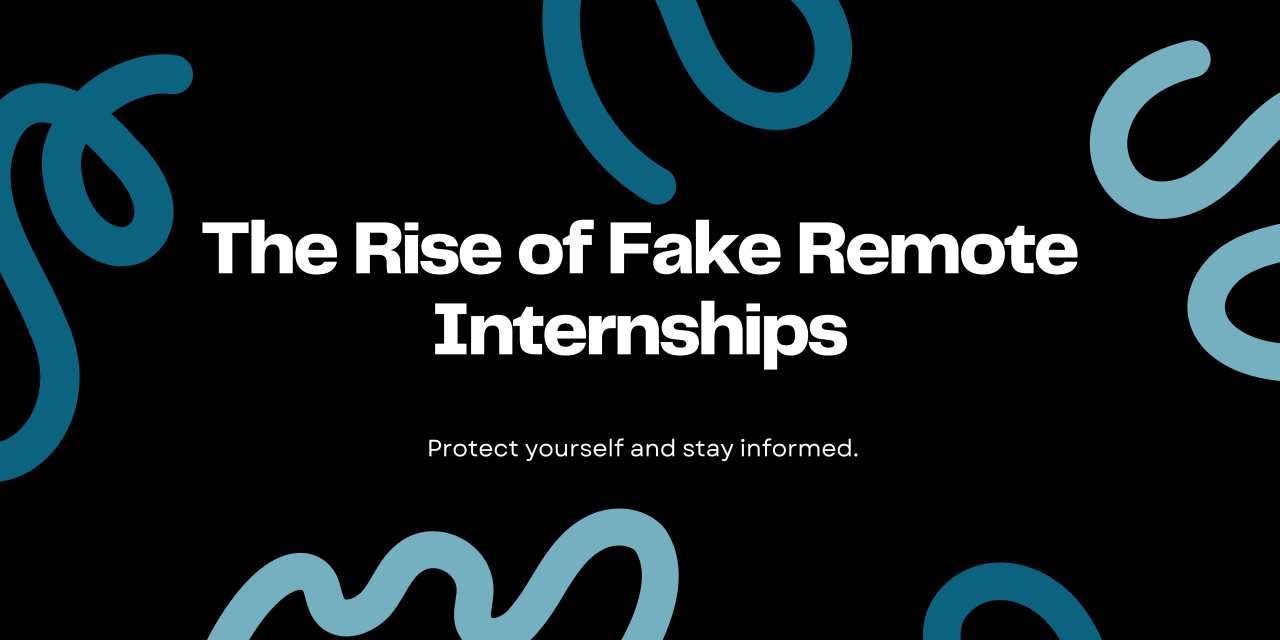 The Rise of Fake Remote
Internships
Protect yourself and stay informed.